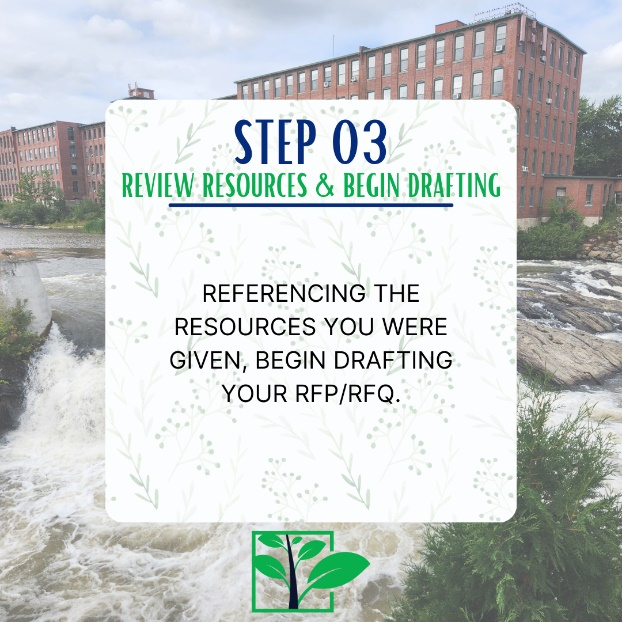 STEP 03
REVIEW RESOURCES & BEGIN DRAFTING
REFERENCING THE
RESOURCES YOU WERE
GIVEN, BEGIN DRAFTING
YOUR RFP/RFQ.